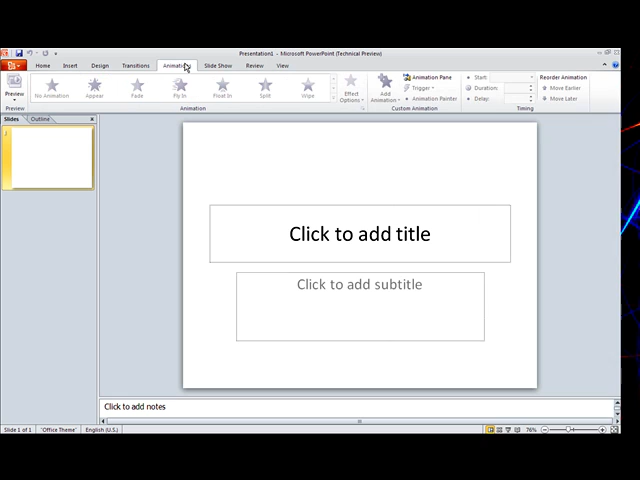 Presentation1 - Microsoft PowerPoint (Technical Preview)
Home Insert Design Transitions Animations Slide Show Review View
Preview
No Animation Appear Fade Fly In Float In Split Wipe
Effect Options
Add Animation
Animation Pane
Trigger
Animation Painter
Start:
Duration:
Delay:
Reorder Animation
Move Earlier
Move Later
Preview Animation Custom Animation Timing
Slides Outline
1
Click to add title
Click to add subtitle
Click to add notes
Slide 1 of 1 "Office Theme" English (U.S.) 76%